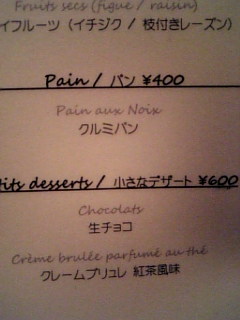 Fruits secs (figue / raisin)
イフルーツ (イチジク / 枝付きレーズン)
Pain / パン ¥400
Pain aux Noix
クルミパン
tits desserts / 小さなデザート ¥600
Chocolats
生チョコ
Crème brulée parfumé au thé
クレームブリュレ 紅茶風味